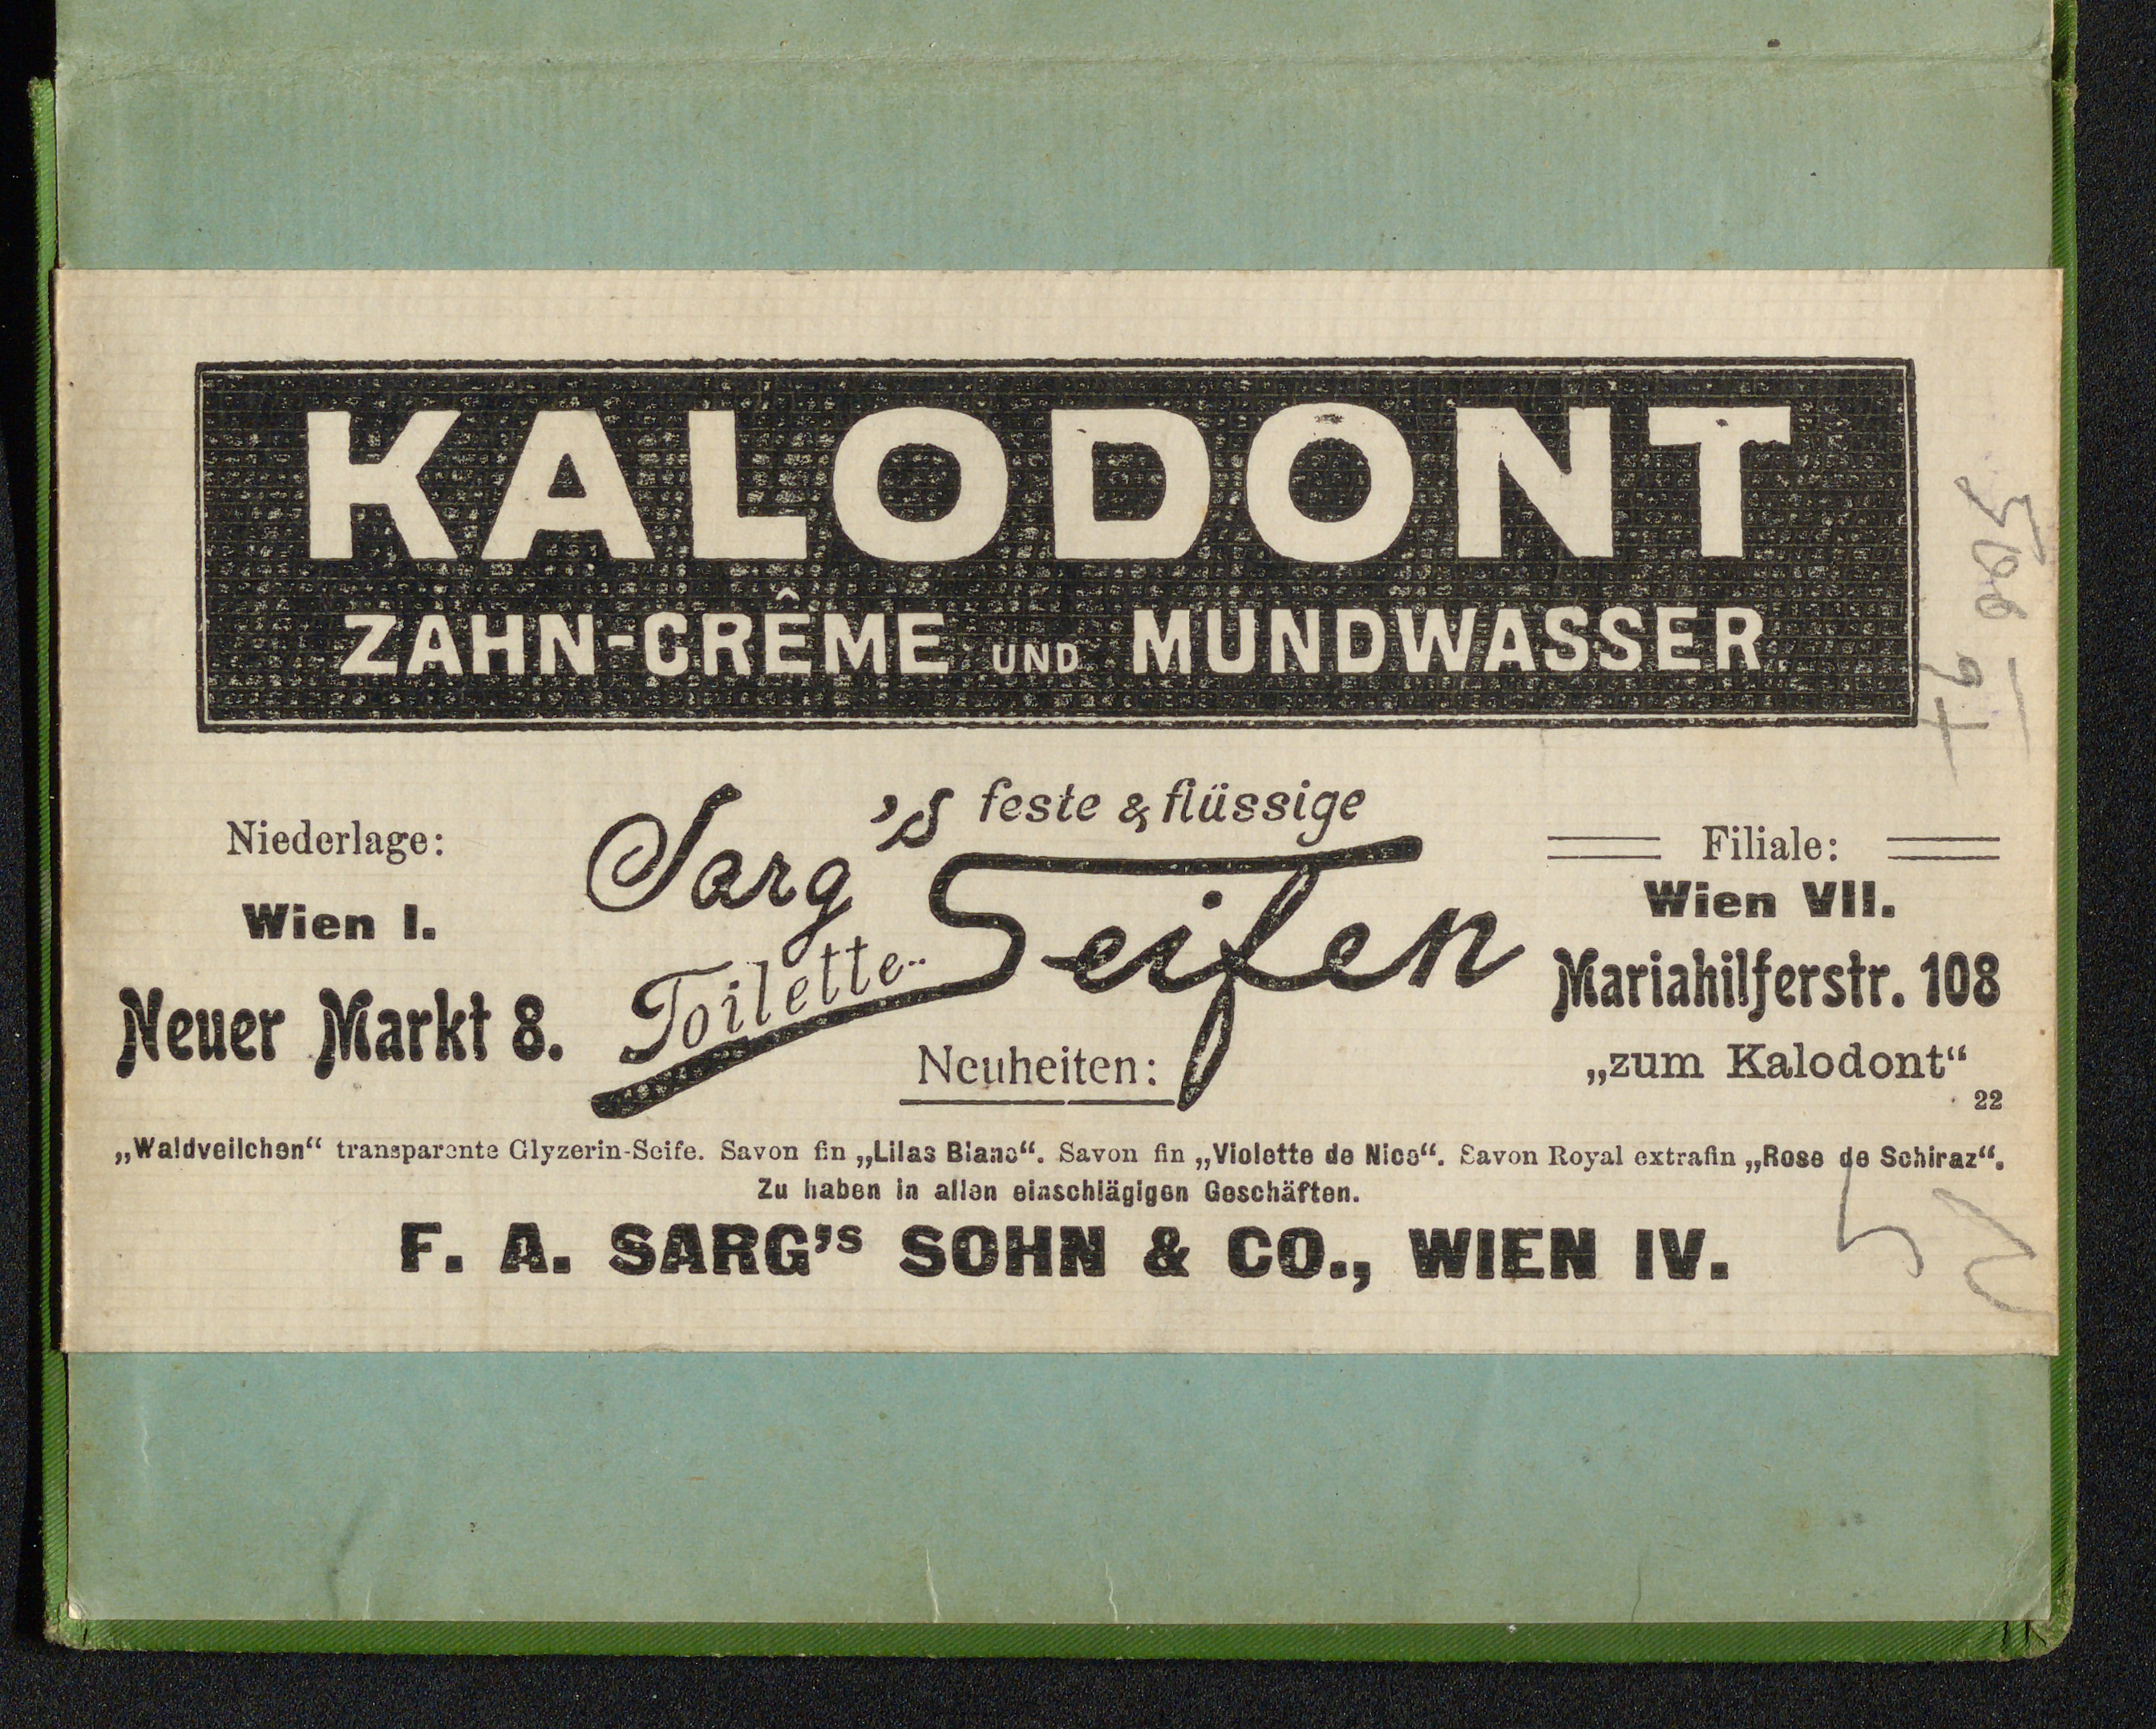 KALODONT
ZAHN-CRÊME UND MUNDWASSER
Niederlage:
Wien I.
Neuer Markt 8.
Sarg's feste & flüssige
Toilette-Seifen
Neuheiten:
Filiale:
Wien VII.
Mariahilferstr. 108
„zum Kalodont“
22
„Waldveilchen“ transparente Glyzerin-Seife. Savon fin „Lilas Blanc“. Savon fin „Violette de Nice“. Savon Royal extrafin „Rose de Schiraz“.
Zu haben in allen einschlägigen Geschäften.
F. A. SARG's SOHN & CO., WIEN IV.